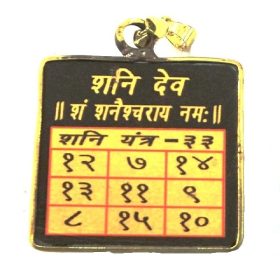 शनि देव
॥ शं शनैश्चराय नमः॥
शनि यंत्र -३३
१२ ७ १४
१३ ११ ९
८ १५ १०